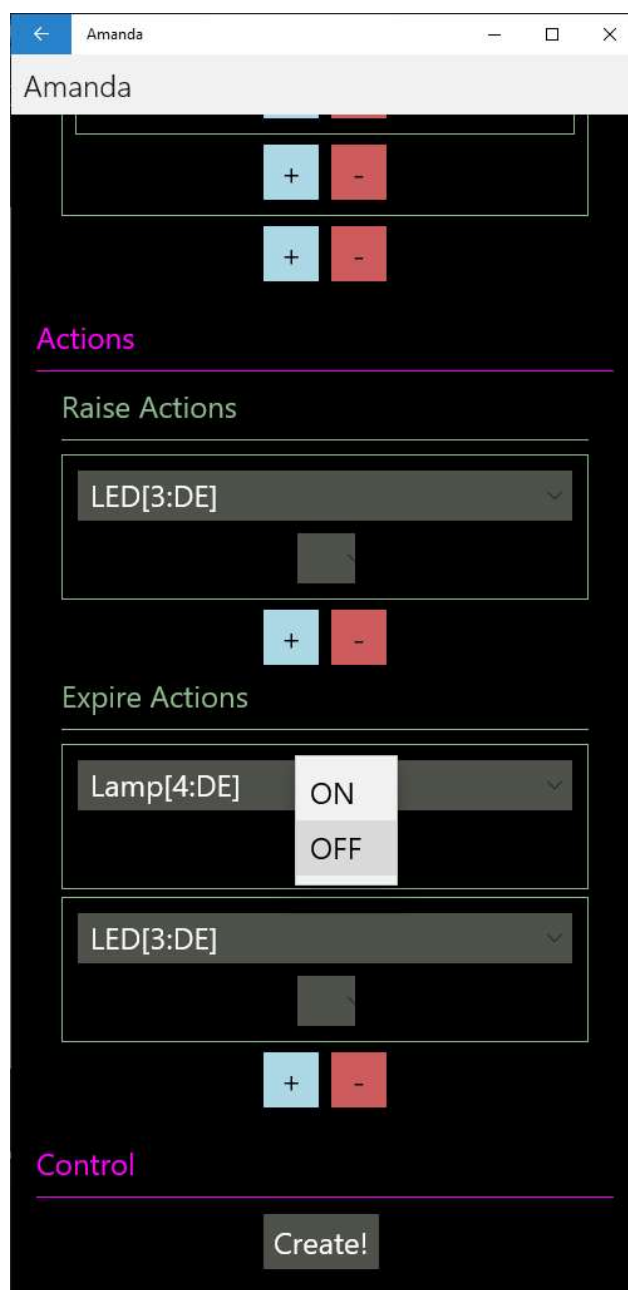 Amanda
Amanda
+ -
+ -
Actions
Raise Actions
LED[3:DE]
+ -
Expire Actions
Lamp[4:DE]
ON
OFF
LED[3:DE]
+ -
Control
Create!